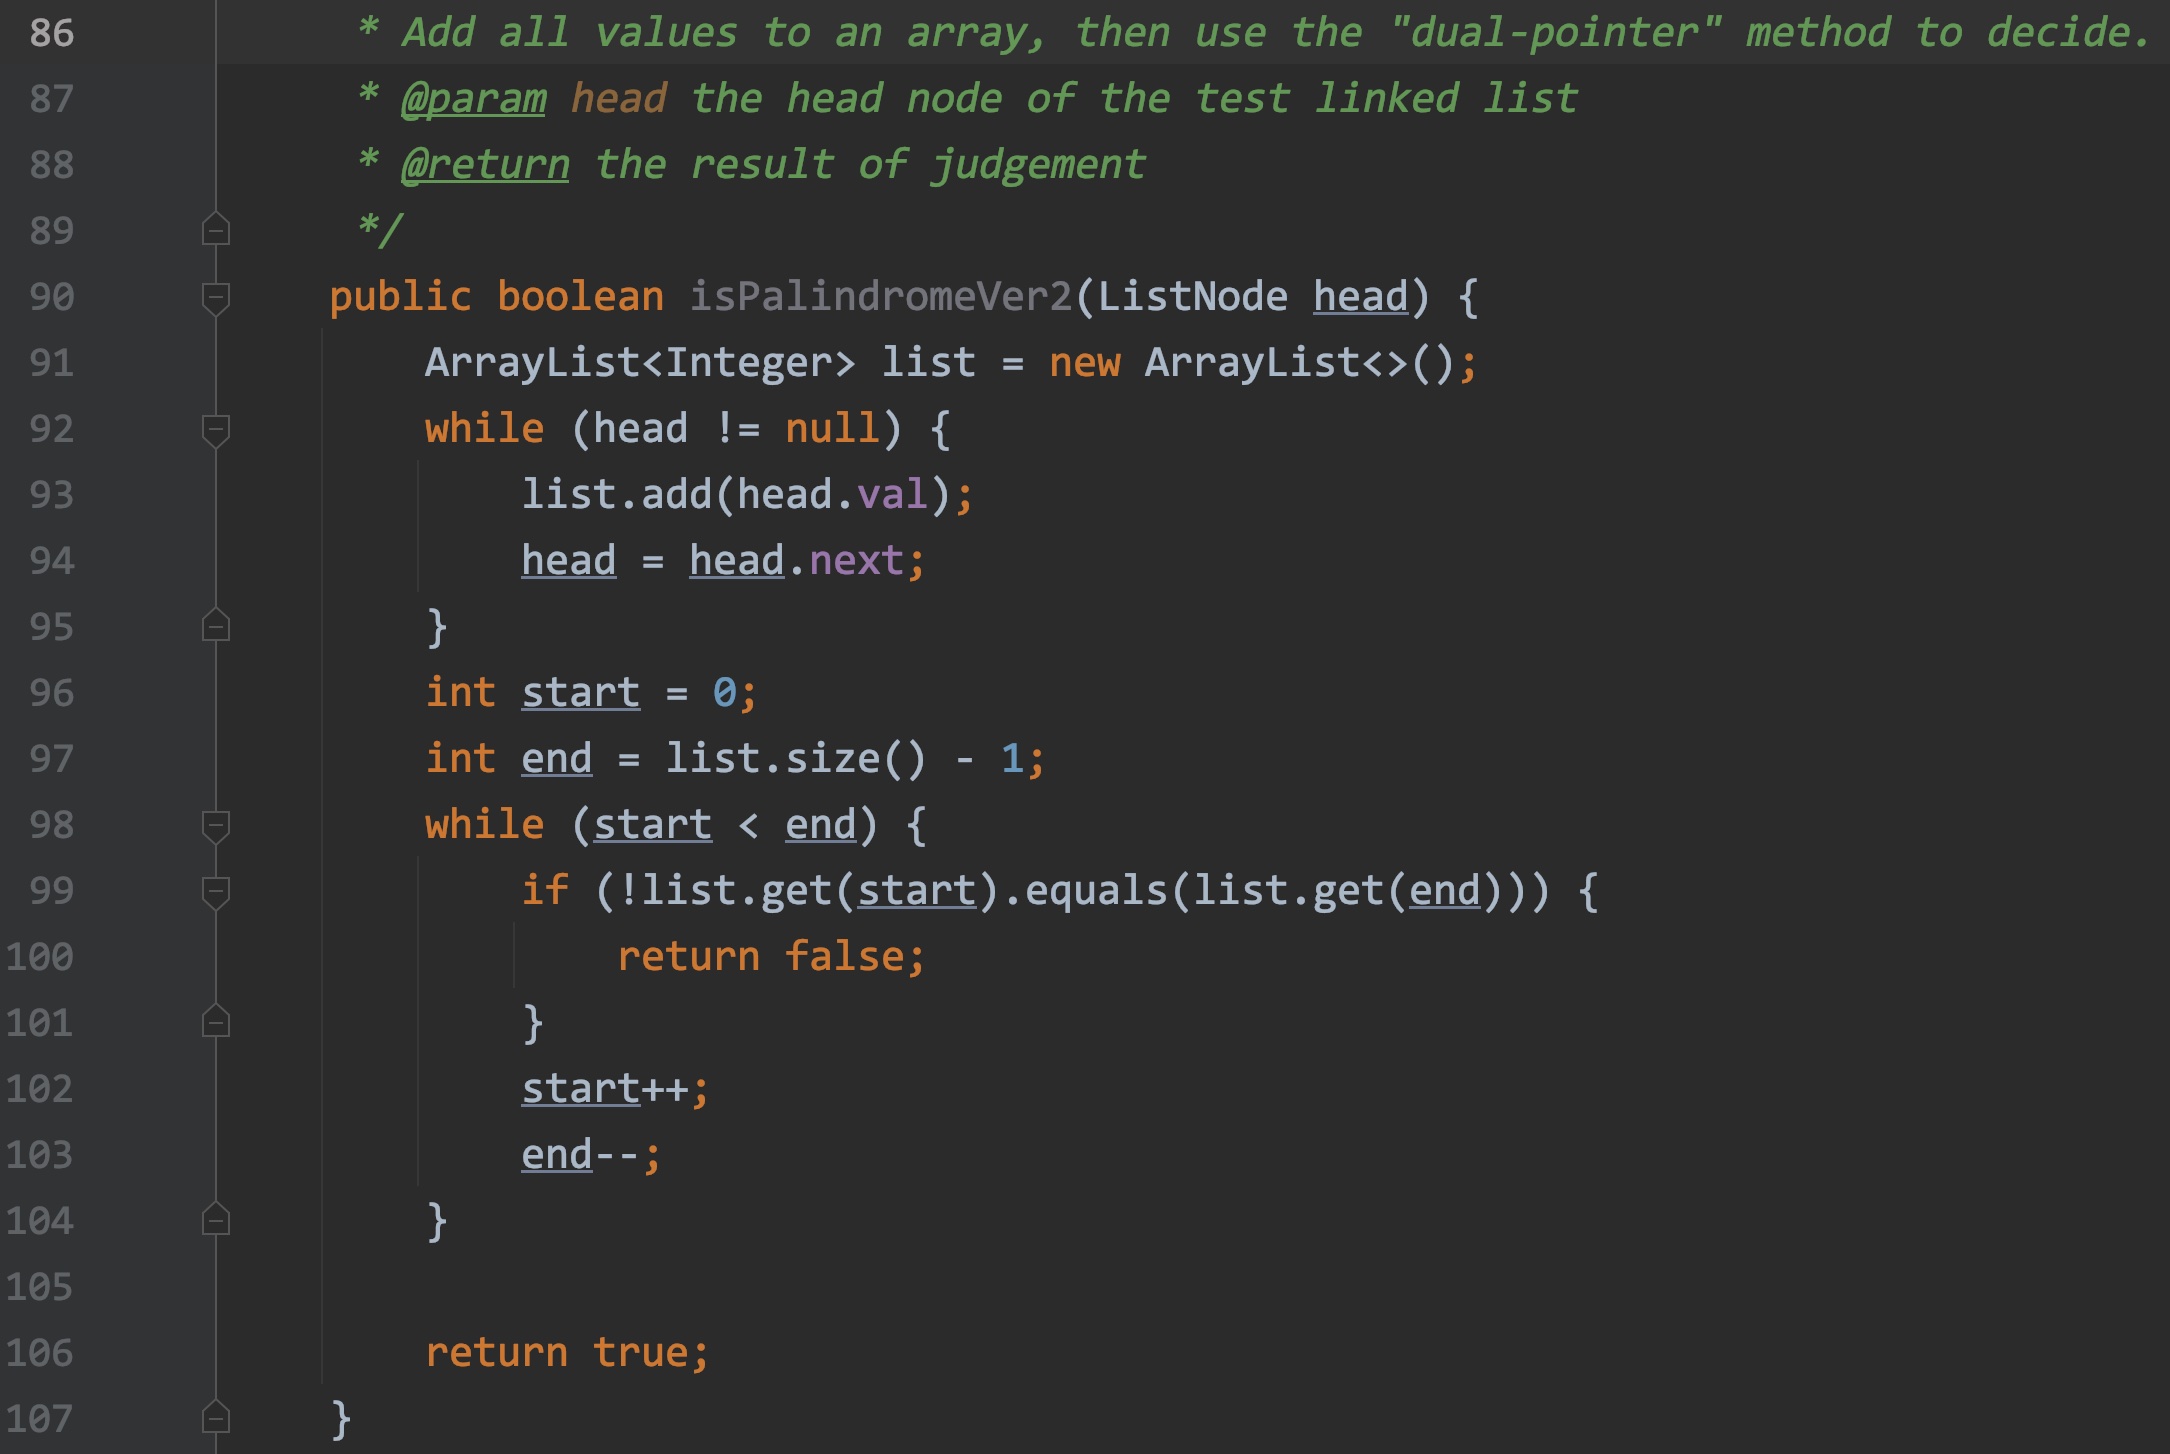 86 * Add all values to an array, then use the "dual-pointer" method to decide.
87 * @param head the head node of the test linked list
88 * @return the result of judgement
89 */
90 public boolean isPalindromeVer2(ListNode head) {
91 ArrayList<Integer> list = new ArrayList<>();
92 while (head != null) {
93 list.add(head.val);
94 head = head.next;
95 }
96 int start = 0;
97 int end = list.size() - 1;
98 while (start < end) {
99 if (!list.get(start).equals(list.get(end))) {
100 return false;
101 }
102 start++;
103 end--;
104 }
105
106 return true;
107 }